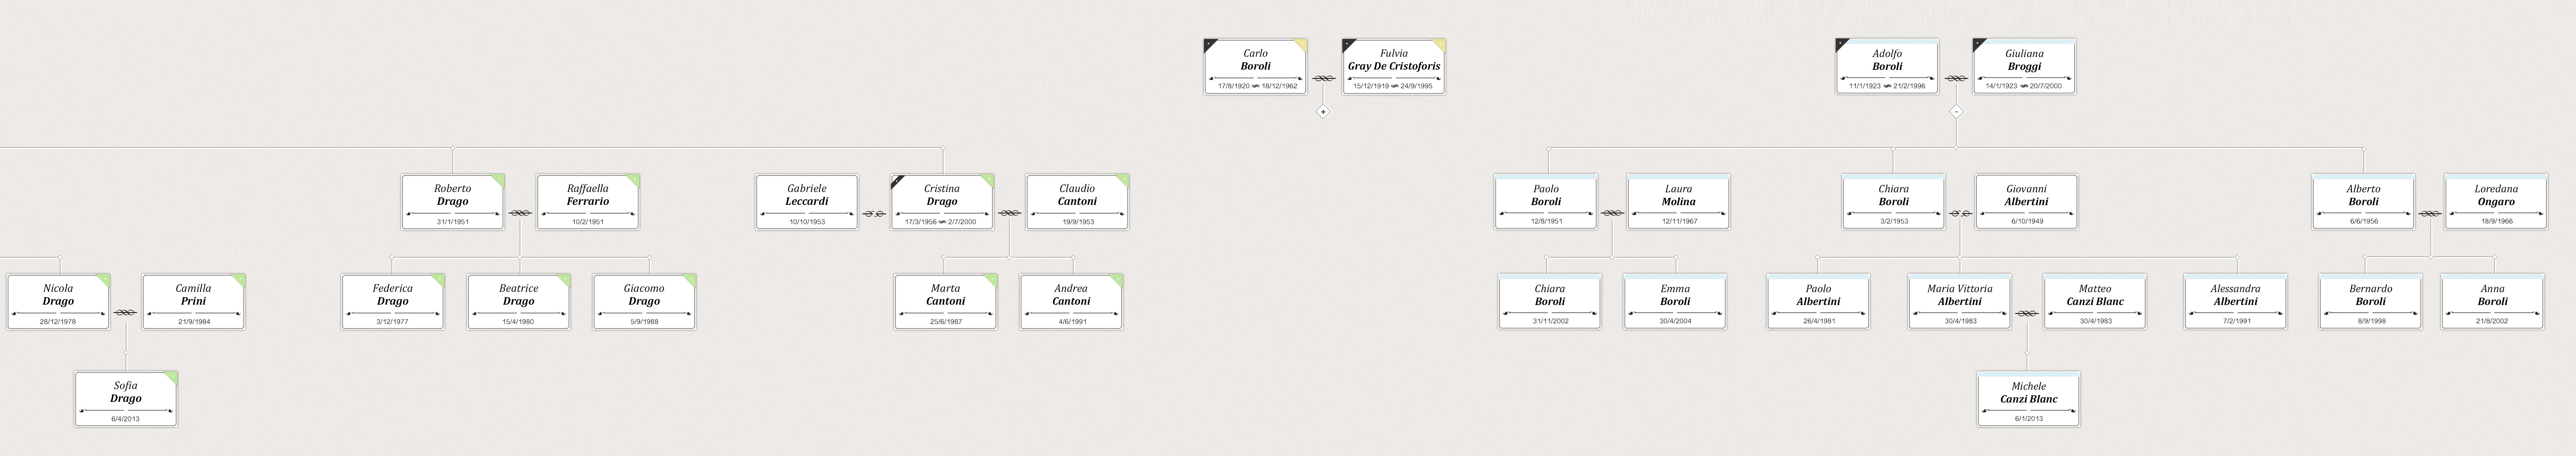 Carlo
Boroli
17/8/1920 18/12/1962
Fulvia
Gray De Cristoforis
15/12/1919 24/9/1995
Adolfo
Boroli
11/1/1923 21/2/1996
Giuliana
Broggi
14/1/1923 20/7/2000
Roberto
Drago
31/1/1951
Raffaella
Ferrario
10/2/1951
Gabriele
Leccardi
10/10/1953
Cristina
Drago
17/3/1956 2/7/2000
Claudio
Cantoni
19/9/1953
Paolo
Boroli
12/8/1951
Laura
Molina
12/11/1967
Chiara
Boroli
3/2/1953
Giovanni
Albertini
6/10/1949
Alberto
Boroli
6/6/1956
Loredana
Ongaro
18/9/1966
Nicola
Drago
28/12/1978
Camilla
Prini
21/9/1984
Federica
Drago
3/12/1977
Beatrice
Drago
15/4/1980
Giacomo
Drago
5/9/1988
Marta
Cantoni
25/6/1987
Andrea
Cantoni
4/6/1991
Chiara
Boroli
31/11/2002
Emma
Boroli
30/4/2004
Paolo
Albertini
26/4/1981
Maria Vittoria
Albertini
30/4/1983
Matteo
Canzi Blanc
30/4/1983
Alessandra
Albertini
7/2/1991
Bernardo
Boroli
8/9/1998
Anna
Boroli
21/8/2002
Sofia
Drago
6/4/2013
Michele
Canzi Blanc
6/1/2013